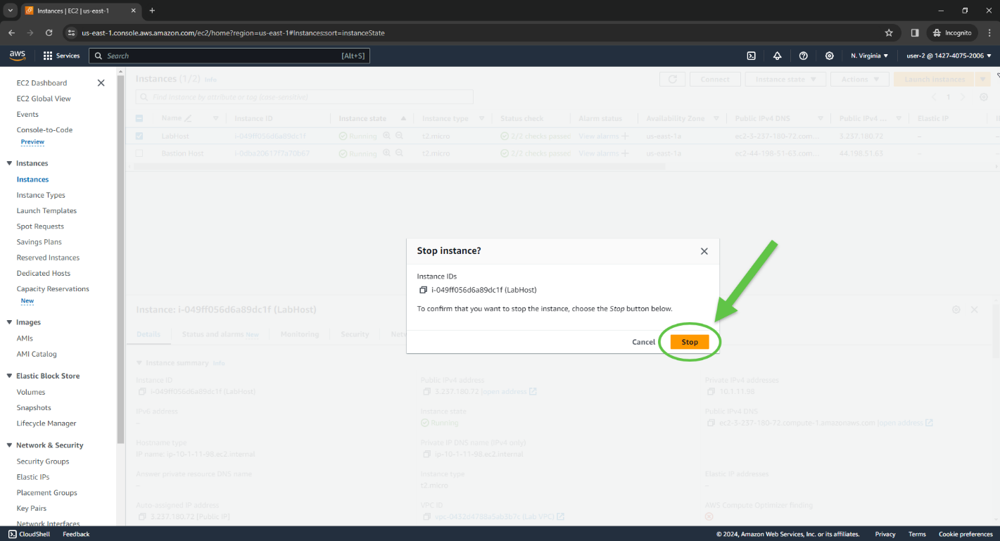 Instances | EC2 | us-east-1
us-east-1.console.aws.amazon.com/ec2/home?region=us-east-1#Instances:sort=instanceState
Incognito
aws
Services
Search
[Alt+S]
N. Virginia
user-2 @ 1427-4075-2006
EC2 Dashboard
EC2 Global View
Events
Console-to-Code
Preview
Instances
Instances
Instance Types
Launch Templates
Spot Requests
Savings Plans
Reserved Instances
Dedicated Hosts
Capacity Reservations
New
Images
AMIs
AMI Catalog
Elastic Block Store
Volumes
Snapshots
Lifecycle Manager
Network & Security
Security Groups
Elastic IPs
Placement Groups
Key Pairs
Network Interfaces
Instances (1/2) Info
Connect
Instance state
Actions
Launch instances
Find Instance by attribute or tag (case-sensitive)
1
Name Instance ID Instance state Instance type Status check Alarm status Availability Zone Public IPv4 DNS Public IPv4 ... Elastic IP
LabHost i-049ff056d6a89dc1f Running t2.micro 2/2 checks passed View alarms + us-east-1a ec2-3-237-180-72.com... 3.237.180.72 –
Bastion Host i-0dba20617f7a70b67 Running t2.micro 2/2 checks passed View alarms + us-east-1a ec2-44-198-51-63.com... 44.198.51.63 –
Stop instance?
Instance IDs
i-049ff056d6a89dc1f (LabHost)
To confirm that you want to stop the instance, choose the Stop button below.
Cancel
Stop
Instance: i-049ff056d6a89dc1f (LabHost)
Details Status and alarms New Monitoring Security
Instance summary Info
Instance ID
i-049ff056d6a89dc1f (LabHost)
Public IPv4 address
3.237.180.72 |open address
Private IPv4 addresses
10.1.11.98
IPv6 address
–
Instance state
Running
Public IPv4 DNS
ec2-3-237-180-72.compute-1.amazonaws.com |open address
Hostname type
IP name: ip-10-1-11-98.ec2.internal
Private IP DNS name (IPv4 only)
ip-10-1-11-98.ec2.internal
Answer private resource DNS name
–
Instance type
t2.micro
Elastic IP addresses
–
Auto-assigned IP address
3.237.180.72 [Public IP]
VPC ID
vpc-0432d4788a5ab3b7c (Lab VPC)
AWS Compute Optimizer finding
CloudShell
Feedback
© 2024, Amazon Web Services, Inc. or its affiliates.
Privacy
Terms
Cookie preferences